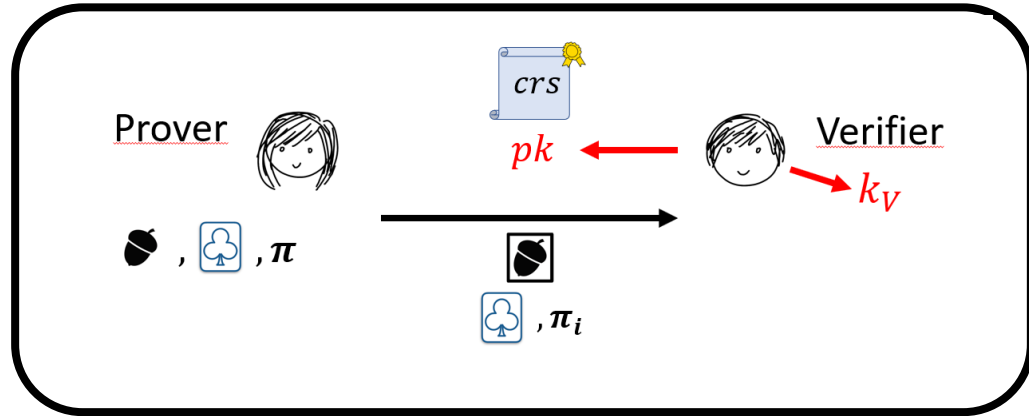 crs
Prover
pk
Verifier
k_V
, , π
, π_i